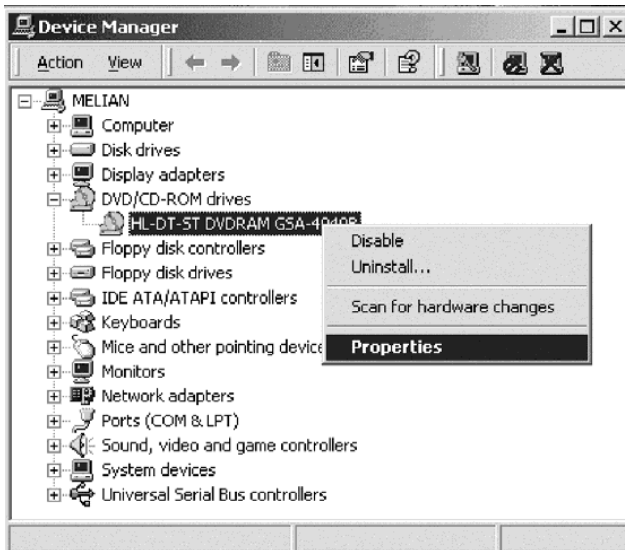 Device Manager
Action View
MELIAN
Computer
Disk drives
Display adapters
DVD/CD-ROM drives
HL-DT-ST DVDRAM
Floppy disk controllers
Floppy disk drives
IDE ATA/ATAPI controllers
Keyboards
Mice and other pointing device
Monitors
Network adapters
Ports (COM & LPT)
Sound, video and game controllers
System devices
Universal Serial Bus controllers
Disable
Uninstall...
Scan for hardware changes
Properties